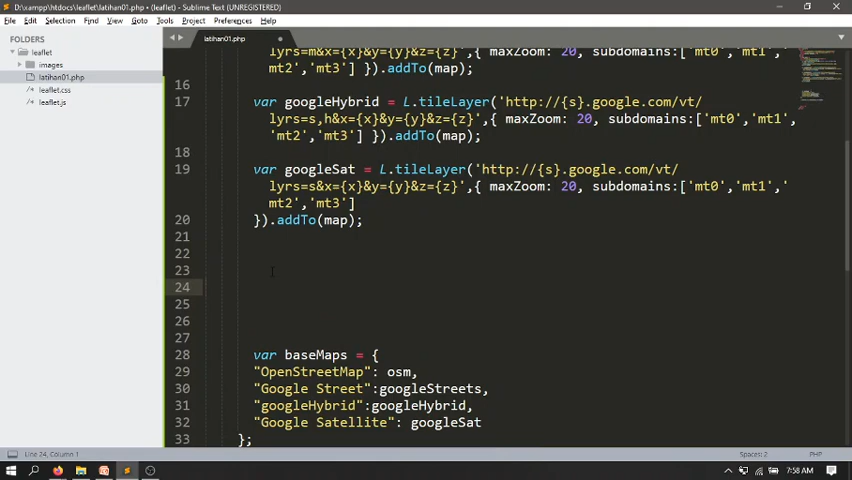 D:\xampp\htdocs\leaflet\latihan01.php • - Sublime Text (UNREGISTERED)
File Edit Selection Find View Goto Tools Project Preferences Help
FOLDERS
leaflet
images
latihan01.php
leaflet.css
leaflet.js
latihan01.php
lyrs=m&x={x}&y={y}&z={z}',{ maxZoom: 20, subdomains:['mt0','mt1','
mt2','mt3'] }).addTo(map);
16
17 var googleHybrid = L.tileLayer('http://{s}.google.com/vt/
lyrs=s,h&x={x}&y={y}&z={z}',{ maxZoom: 20, subdomains:['mt0','mt1',
'mt2','mt3'] }).addTo(map);
18
19 var googleSat = L.tileLayer('http://{s}.google.com/vt/
lyrs=s&x={x}&y={y}&z={z}',{ maxZoom: 20, subdomains:['mt0','mt1','
mt2','mt3']
20 }).addTo(map);
21
22
23
24
25
26
27
28 var baseMaps = {
29 "OpenStreetMap": osm,
30 "Google Street":googleStreets,
31 "googleHybrid":googleHybrid,
32 "Google Satellite": googleSat
33 };
Line 24, Column 1 Spaces: 2 PHP
7:58 AM